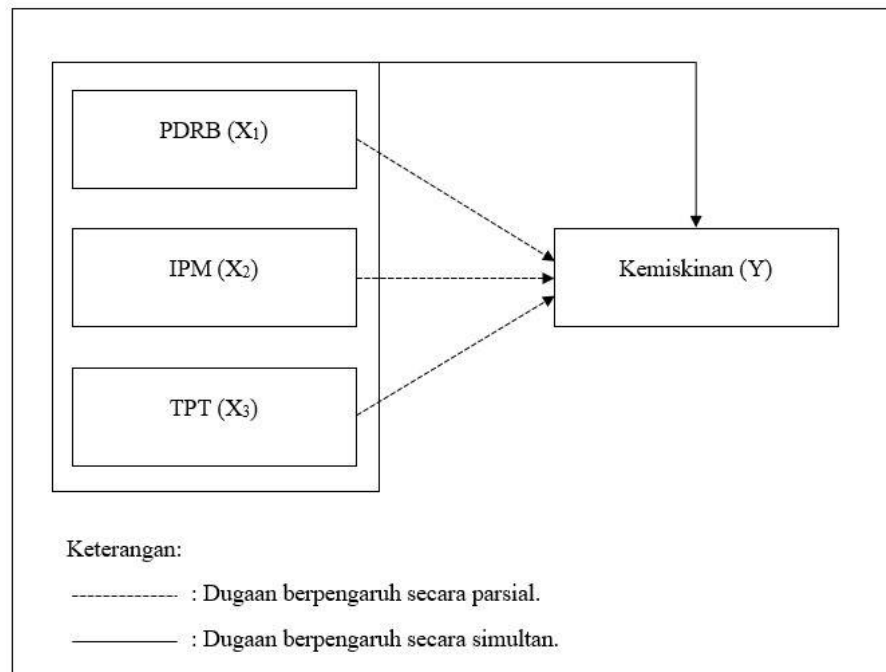 PDRB (X₁)
IPM (X₂)
Kemiskinan (Y)
TPT (X₃)
Keterangan:
: Dugaan berpengaruh secara parsial.
: Dugaan berpengaruh secara simultan.